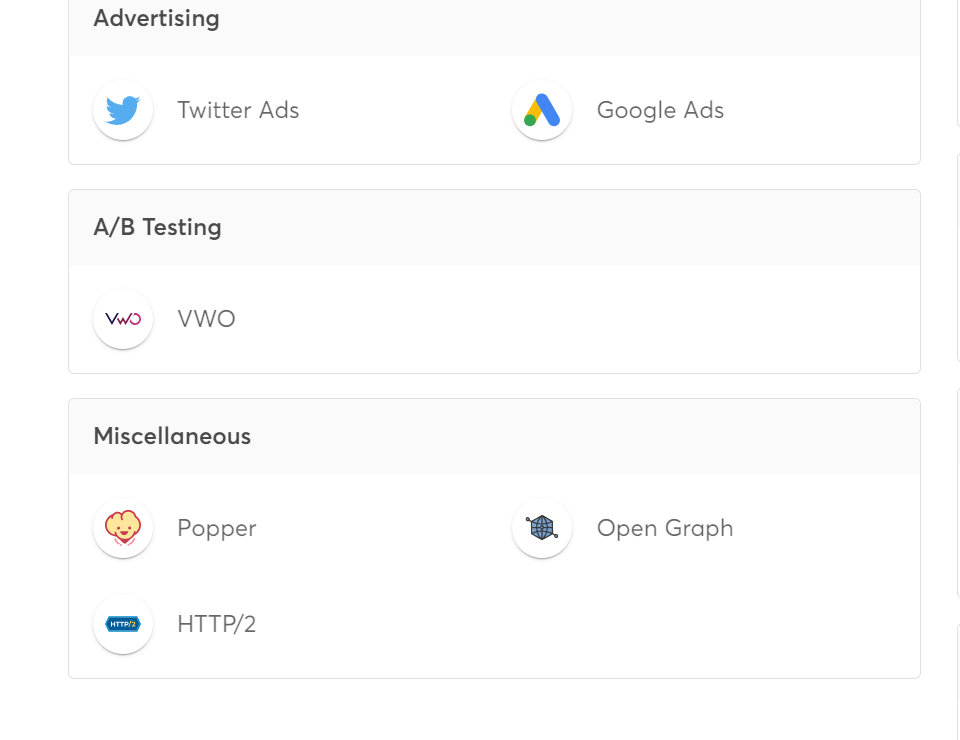 Advertising
Twitter Ads
Google Ads
A/B Testing
VWO
VWO
Miscellaneous
Popper
Open Graph
HTTP/2
HTTP/2